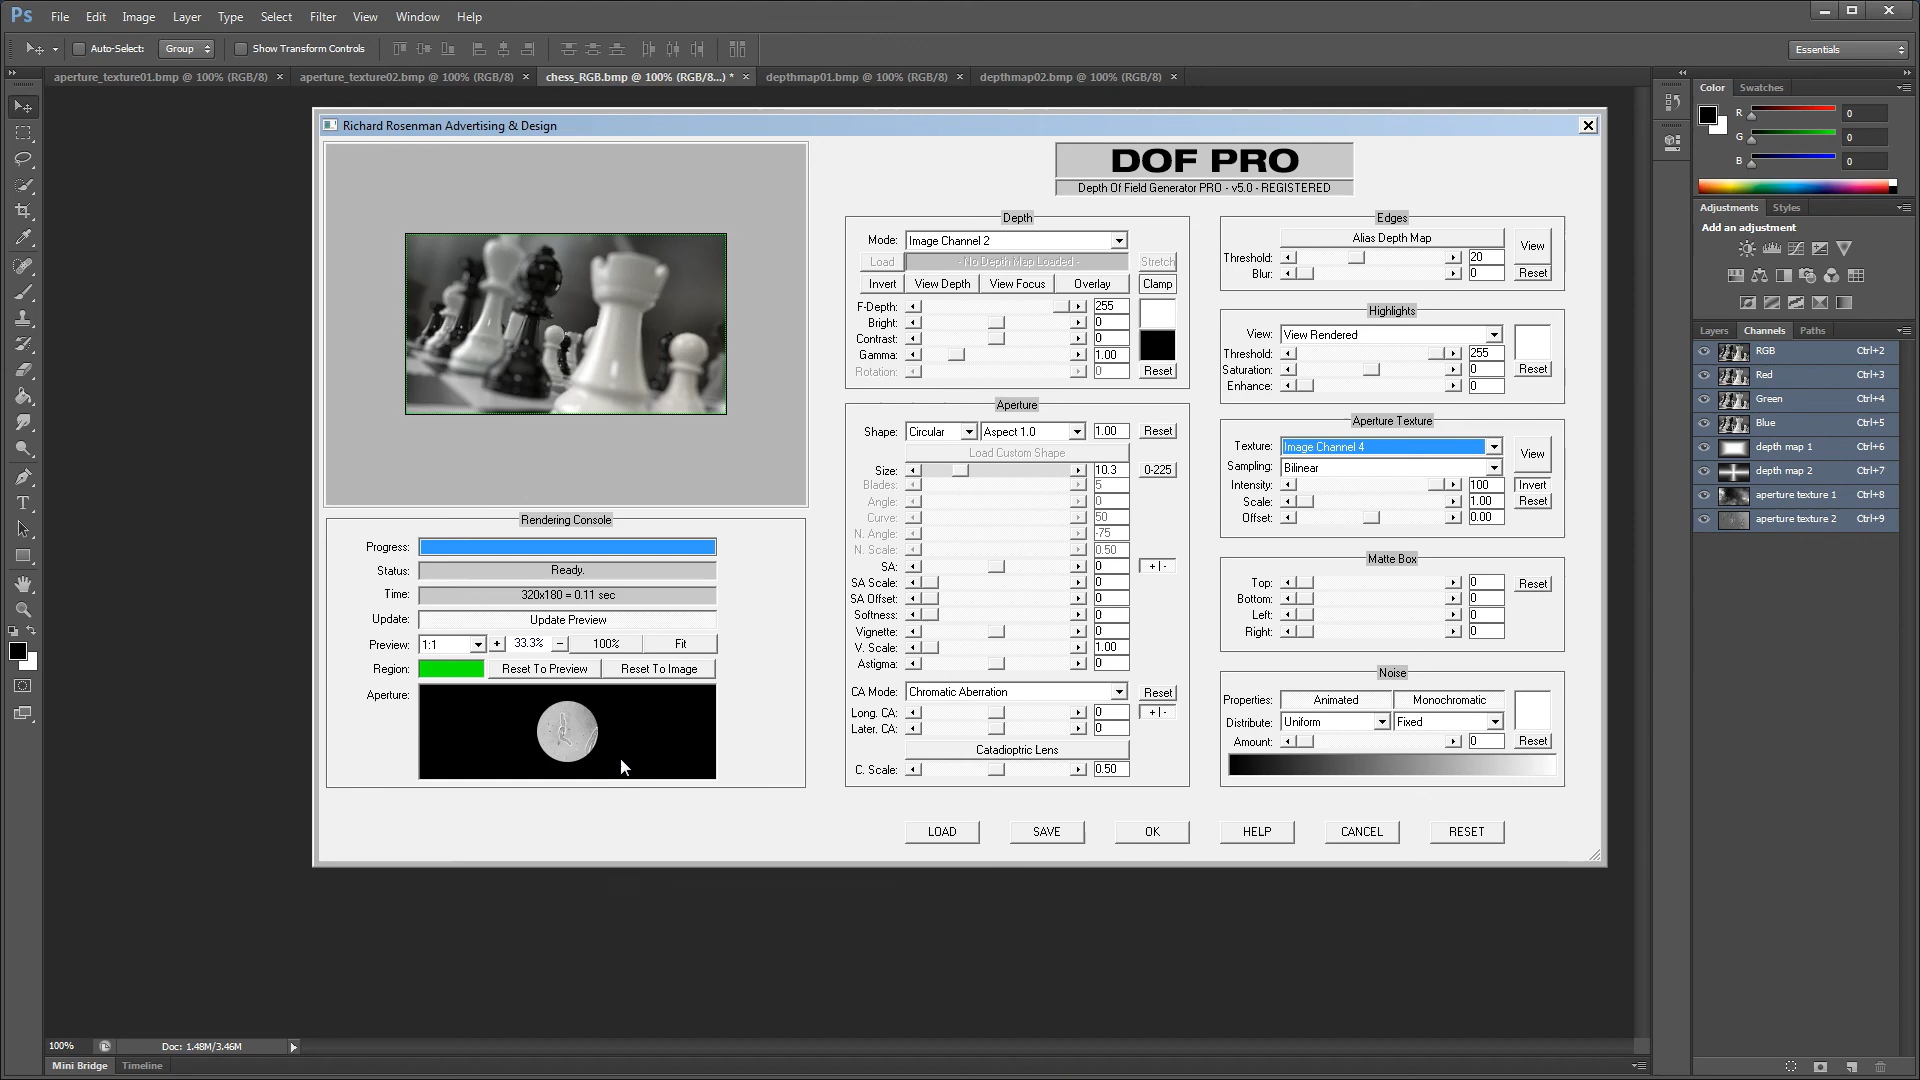 Ps File Edit Image Layer Type Select Filter View Window Help
Auto-Select: Group Show Transform Controls Essentials
aperture_texture01.bmp @ 100% (RGB/8) × aperture_texture02.bmp @ 100% (RGB/8) × chess_RGB.bmp @ 100% (RGB/8...) * × depthmap01.bmp @ 100% (RGB/8) × depthmap02.bmp @ 100% (RGB/8) ×
Richard Rosenman Advertising & Design
DOF PRO
Depth Of Field Generator PRO - v5.0 - REGISTERED
Rendering Console
Progress:
Status: Ready.
Time: 320x180 = 0.11 sec
Update: Update Preview
Preview: 1:1 + 33.3% − 100% Fit
Region: Reset To Preview Reset To Image
Aperture:
Depth
Mode: Image Channel 2
Load - No Depth Map Loaded - Stretch
Invert View Depth View Focus Overlay Clamp
F-Depth: 255
Bright: 0
Contrast: 0
Gamma: 1.00
Rotation: 0 Reset
Aperture
Shape: Circular Aspect 1.0 1.00 Reset
Load Custom Shape
Size: 10.3 0-225
Blades: 5
Angle: 0
Curve: 50
N. Angle: -75
N. Scale: 0.50
SA: 0 + | -
SA Scale: 0
SA Offset: 0
Softness: 0
Vignette: 0
V. Scale: 1.00
Astigma: 0
CA Mode: Chromatic Aberration Reset
Long. CA: 0 + | -
Later. CA: 0
Catadioptric Lens
C. Scale: 0.50
Edges
Alias Depth Map View
Threshold: 20
Blur: 0 Reset
Highlights
View: View Rendered
Threshold: 255
Saturation: 0 Reset
Enhance: 0
Aperture Texture
Texture: Image Channel 4 View
Sampling: Bilinear
Intensity: 100 Invert
Scale: 1.00 Reset
Offset: 0.00
Matte Box
Top: 0 Reset
Bottom: 0
Left: 0
Right: 0
Noise
Properties: Animated Monochromatic
Distribute: Uniform Fixed
Amount: 0 Reset
LOAD SAVE OK HELP CANCEL RESET
Color Swatches
R 0
G 0
B 0
Adjustments Styles
Add an adjustment
Layers Channels Paths
RGB Ctrl+2
Red Ctrl+3
Green Ctrl+4
Blue Ctrl+5
depth map 1 Ctrl+6
depth map 2 Ctrl+7
aperture texture 1 Ctrl+8
aperture texture 2 Ctrl+9
100% Doc: 1.48M/3.46M
Mini Bridge Timeline